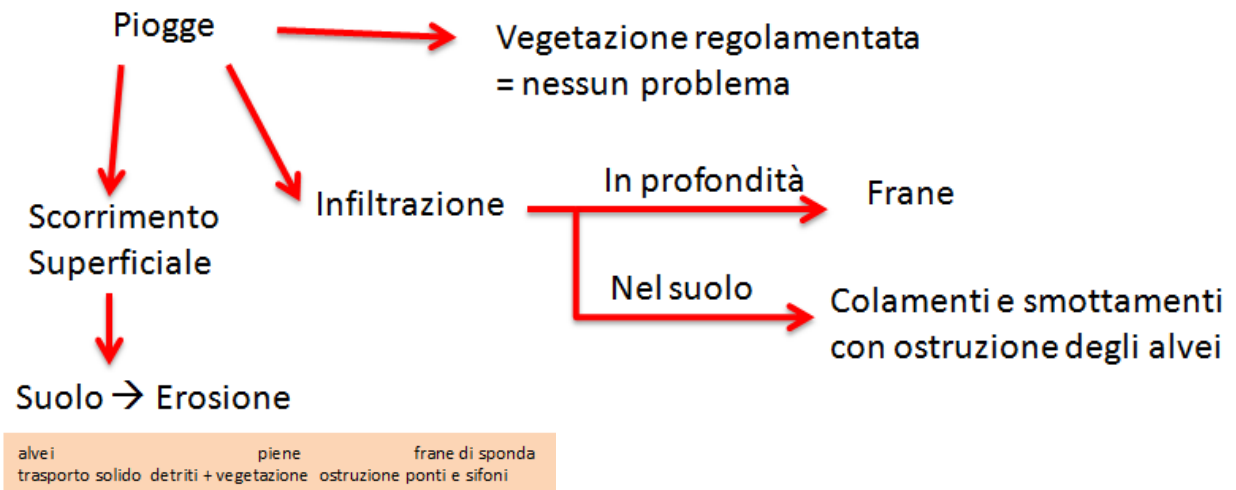 Piogge
Vegetazione regolamentata
= nessun problema
In profondità
Frane
Infiltrazione
Scorrimento
Superficiale
Nel suolo
Colamenti e smottamenti
con ostruzione degli alvei
Suolo → Erosione
alvei piene frane di sponda
trasporto solido detriti + vegetazione ostruzione ponti e sifoni